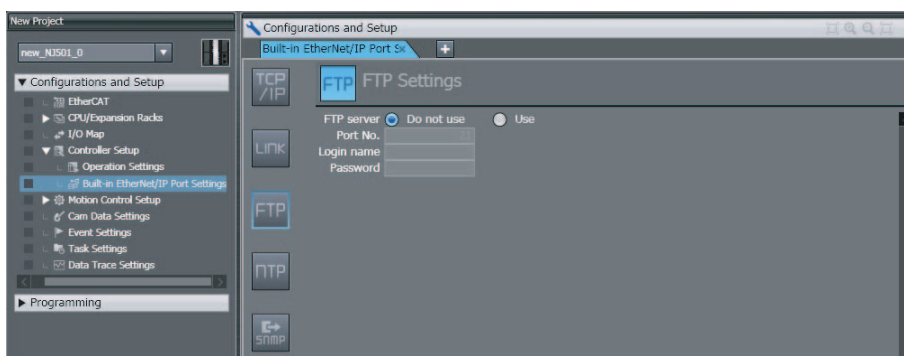 New Project
new_NJ501_0
Configurations and Setup
EtherCAT
CPU/Expansion Racks
I/O Map
Controller Setup
Operation Settings
Built-in EtherNet/IP Port Settings
Motion Control Setup
Cam Data Settings
Event Settings
Task Settings
Data Trace Settings
Programming
Configurations and Setup
Built-in EtherNet/IP Port S
TCP
/IP
LINK
FTP
NTP
SNMP
FTP FTP Settings
FTP server Do not use Use
Port No.
Login name
Password